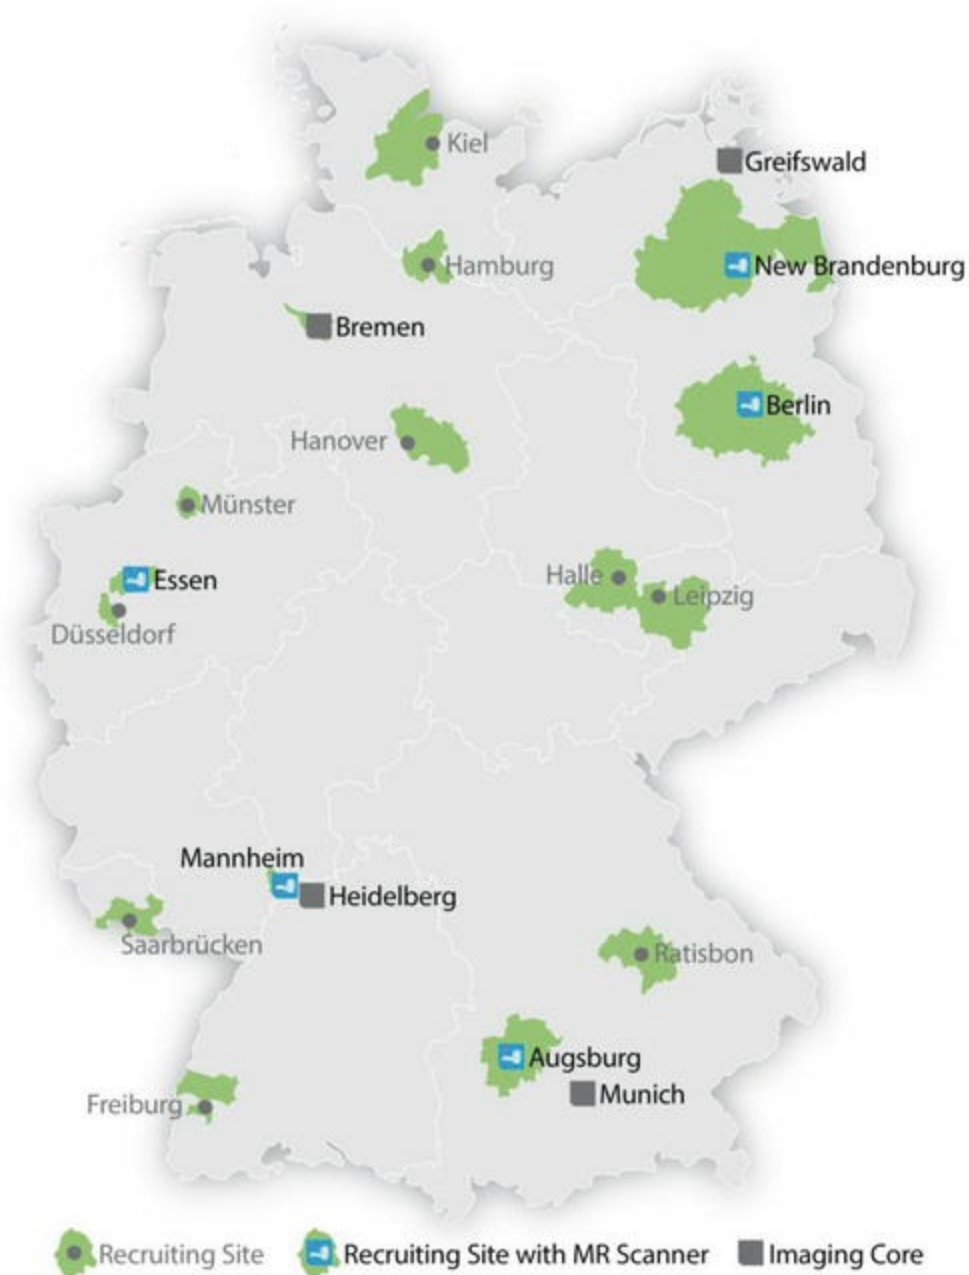 Kiel
Greifswald
Hamburg
New Brandenburg
Bremen
Berlin
Hanover
Münster
Essen
Halle
Leipzig
Düsseldorf
Mannheim
Heidelberg
Saarbrücken
Ratisbon
Augsburg
Munich
Freiburg
Recruiting Site
Recruiting Site with MR Scanner
Imaging Core